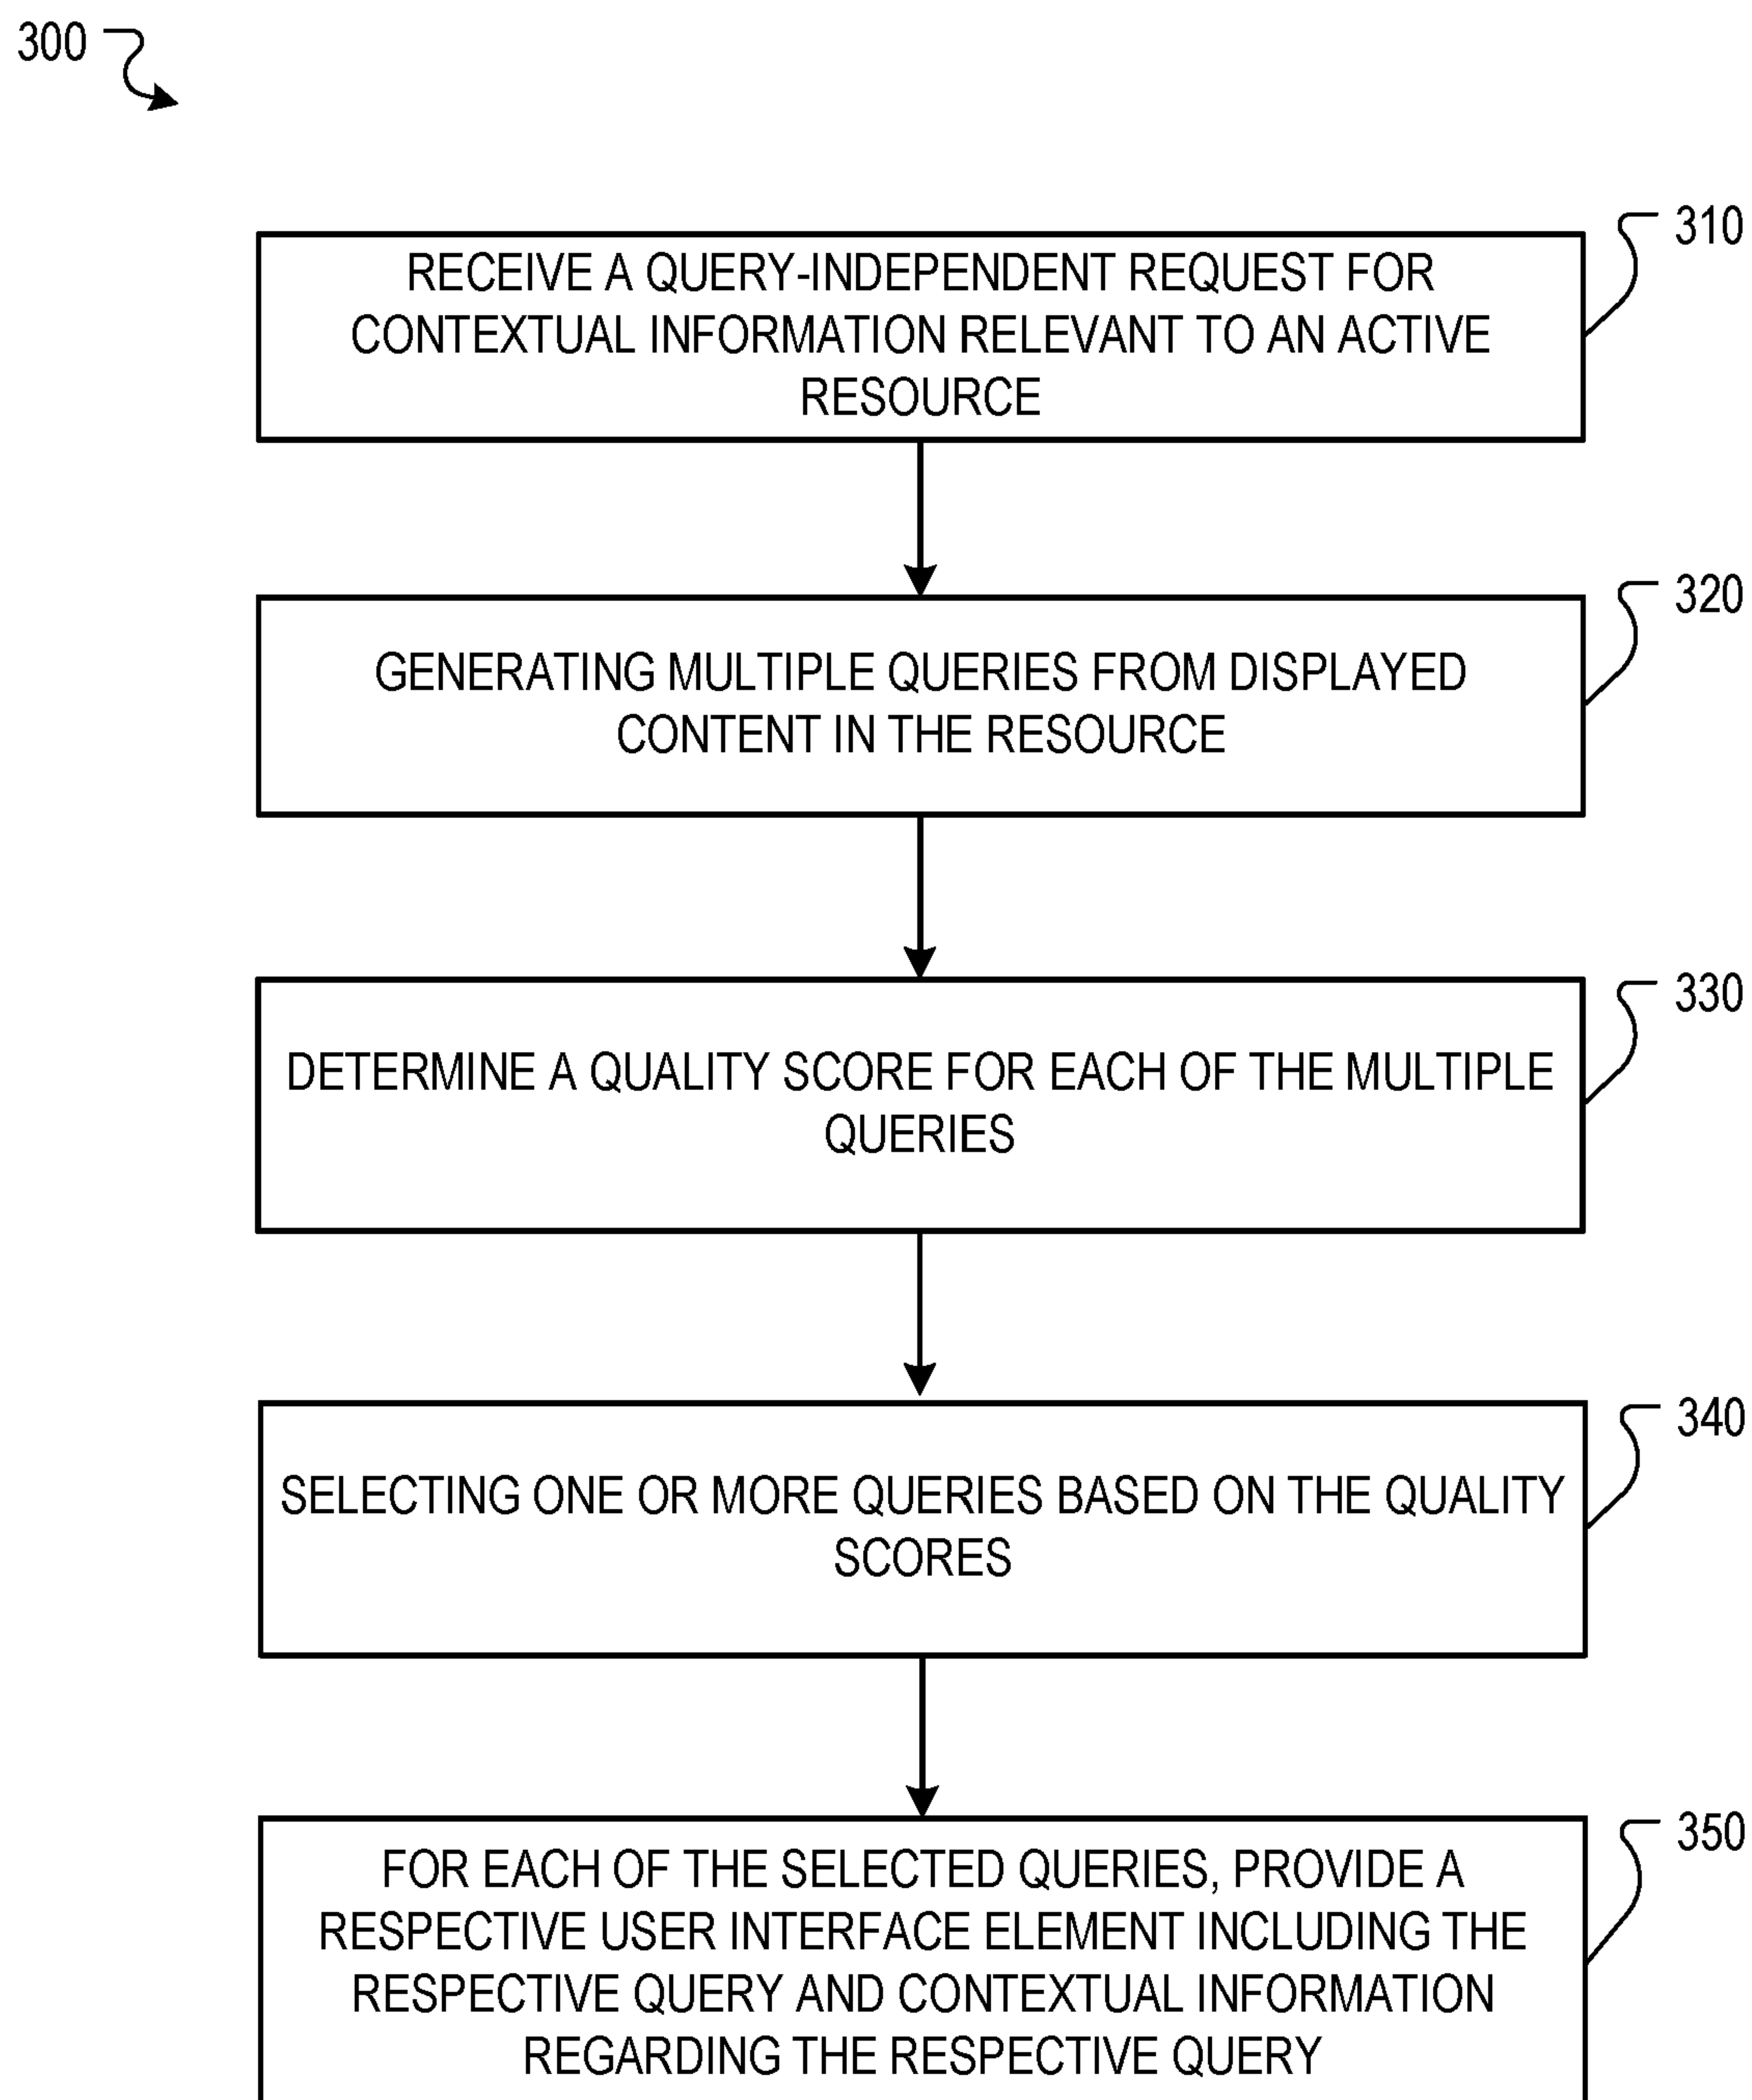 300
310
RECEIVE A QUERY-INDEPENDENT REQUEST FOR
CONTEXTUAL INFORMATION RELEVANT TO AN ACTIVE
RESOURCE
320
GENERATING MULTIPLE QUERIES FROM DISPLAYED
CONTENT IN THE RESOURCE
330
DETERMINE A QUALITY SCORE FOR EACH OF THE MULTIPLE
QUERIES
340
SELECTING ONE OR MORE QUERIES BASED ON THE QUALITY
SCORES
350
FOR EACH OF THE SELECTED QUERIES, PROVIDE A
RESPECTIVE USER INTERFACE ELEMENT INCLUDING THE
RESPECTIVE QUERY AND CONTEXTUAL INFORMATION
REGARDING THE RESPECTIVE QUERY